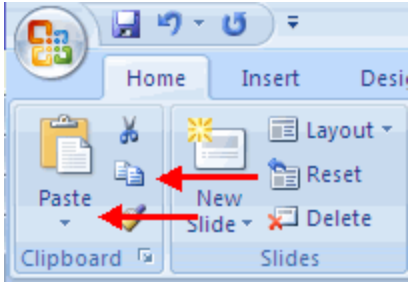 Home Insert Desi
Layout
Reset
Paste
New
Slide
Delete
Clipboard
Slides